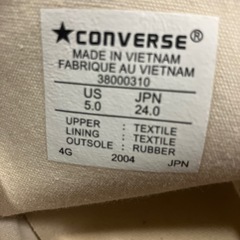 ★CONVERSE®
MADE IN VIETNAM
FABRIQUE AU VIETNAM
38000310
US JPN
5.0 24.0
UPPER : TEXTILE
LINING : TEXTILE
OUTSOLE : RUBBER
4G 2004 JPN